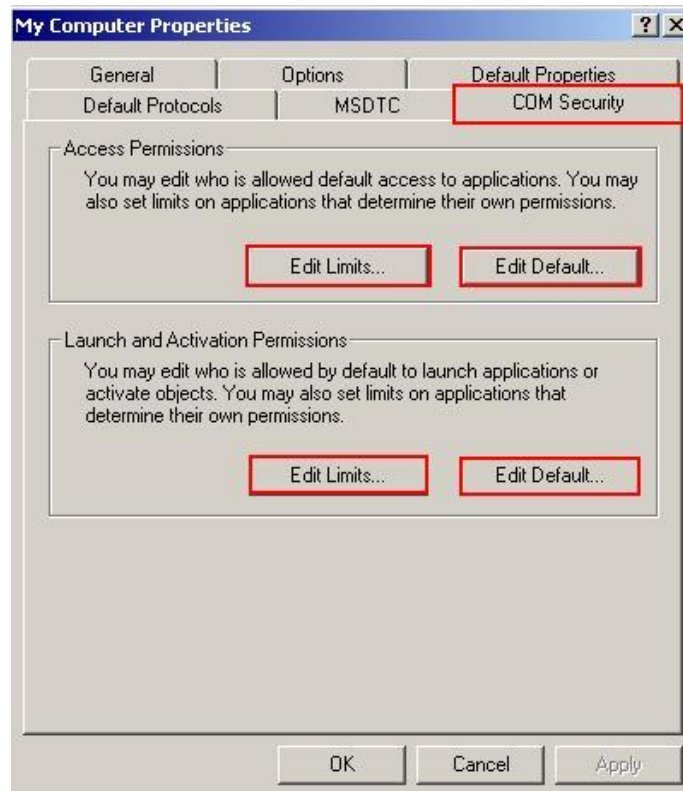 My Computer Properties
General Options Default Properties
Default Protocols MSDTC COM Security
Access Permissions
You may edit who is allowed default access to applications. You may
also set limits on applications that determine their own permissions.
Edit Limits... Edit Default...
Launch and Activation Permissions
You may edit who is allowed by default to launch applications or
activate objects. You may also set limits on applications that
determine their own permissions.
Edit Limits... Edit Default...
OK Cancel Apply